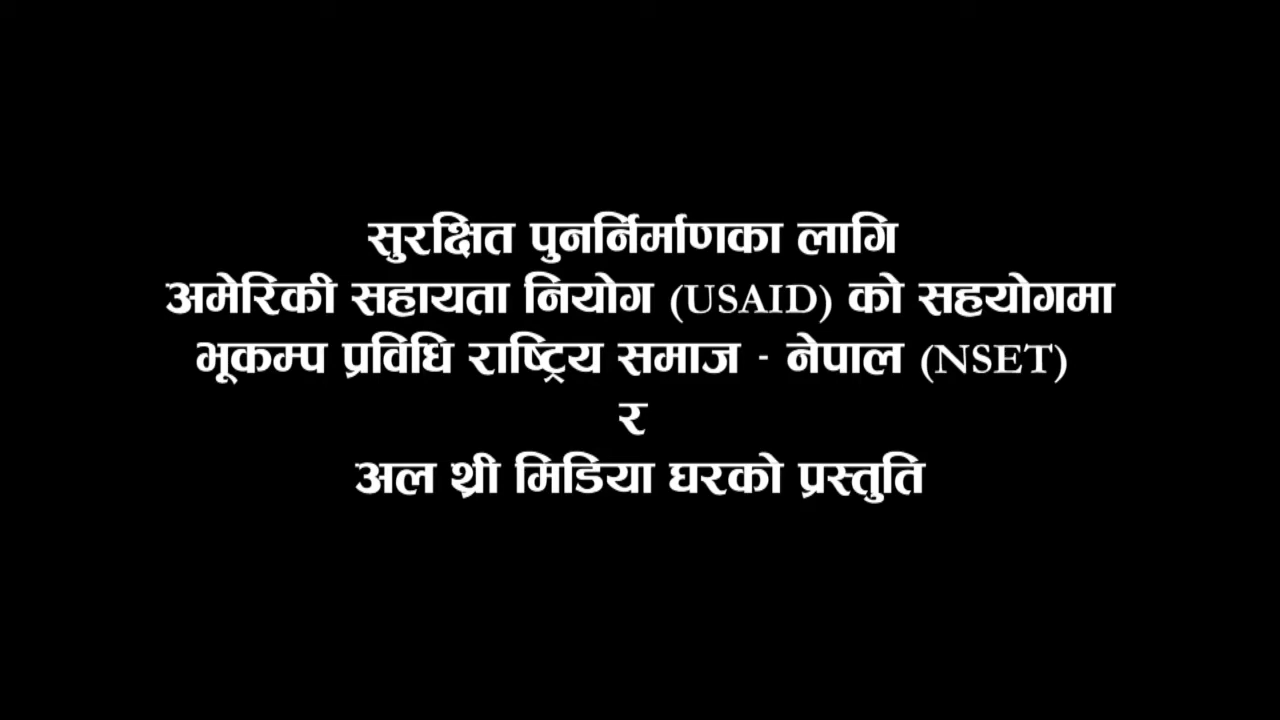 सुरक्षित पुनर्निर्माणका लागि
अमेरिकी सहायता नियोग (USAID) को सहयोगमा
भूकम्प प्रविधि राष्ट्रिय समाज - नेपाल (NSET)
र
अल थ्री मिडिया घरको प्रस्तुति